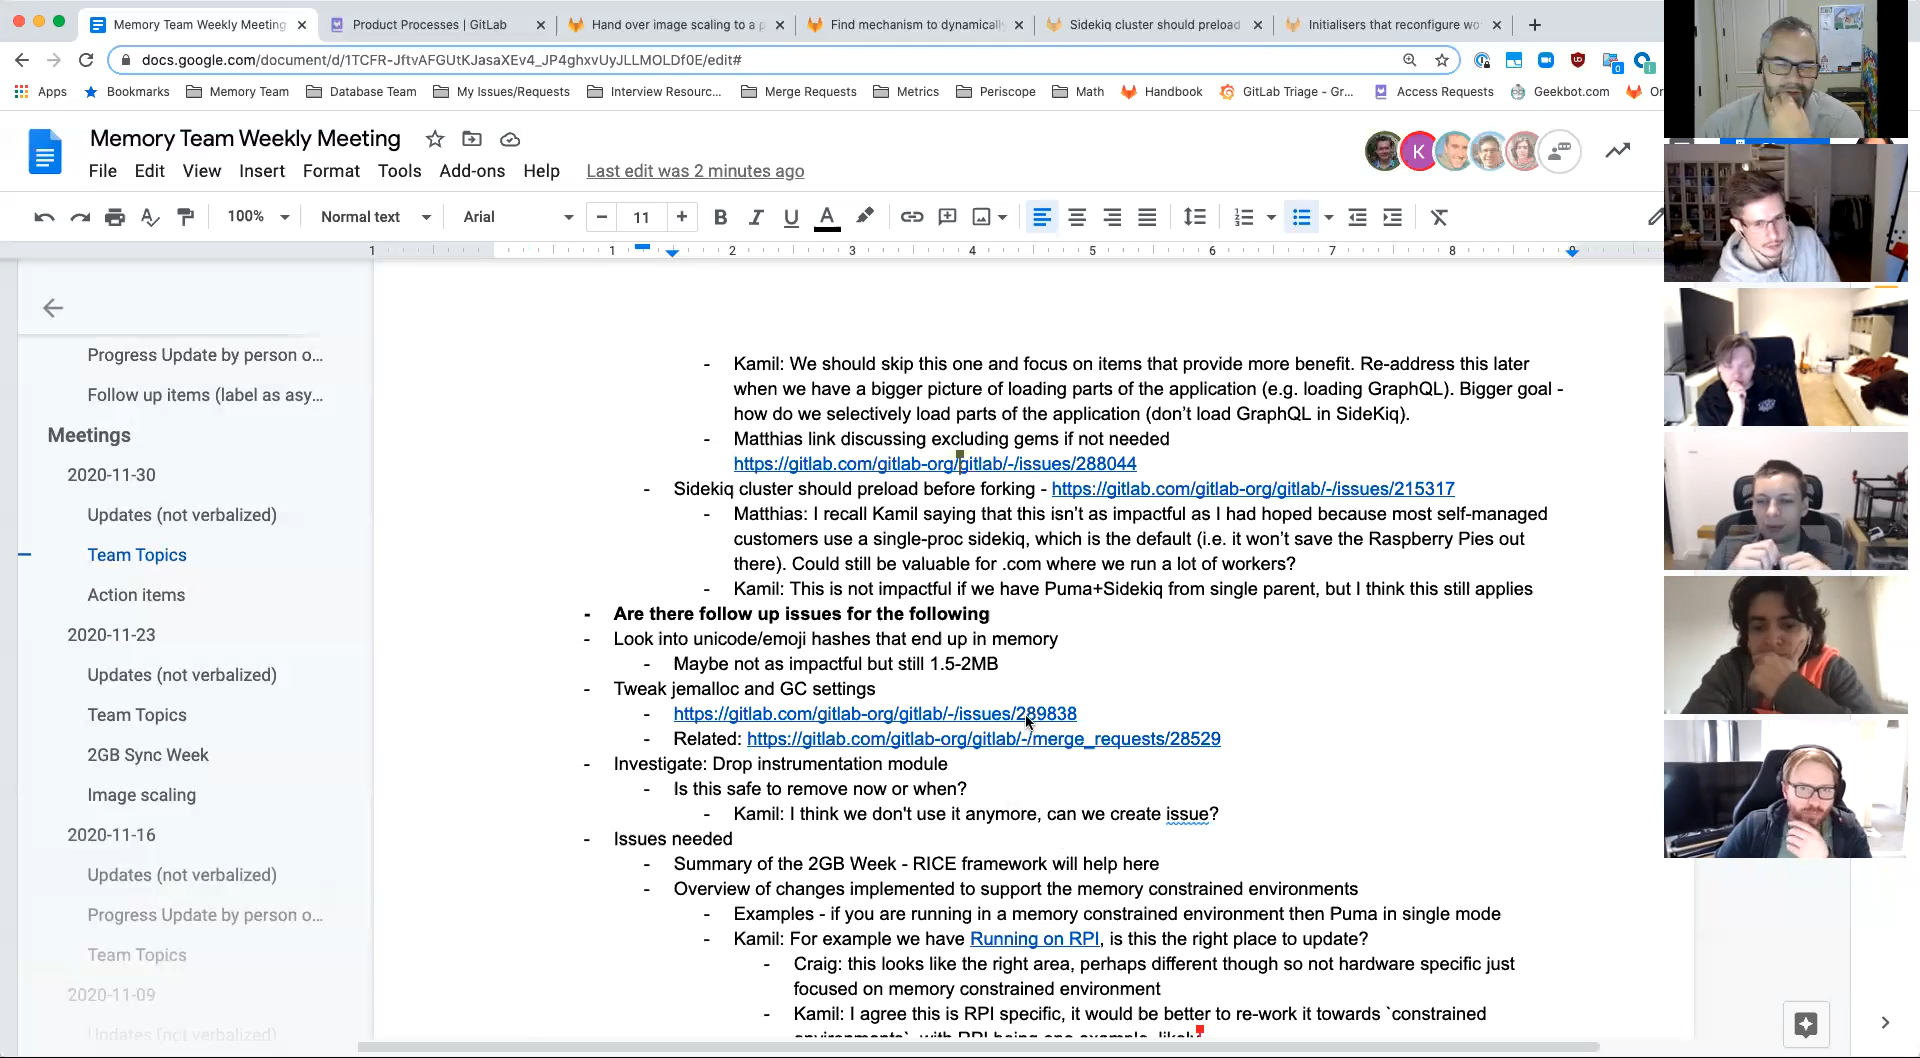 Memory Team Weekly Meeting
Product Processes | GitLab
Hand over image scaling to a p
Find mechanism to dynamically
Sidekiq cluster should preload
Initialisers that reconfigure wo
docs.google.com/document/d/1TCFR-JftvAFGUtKJasaXEv4_JP4ghxvUyJLLMOLDf0E/edit#
Apps Bookmarks Memory Team Database Team My Issues/Requests Interview Resourc... Merge Requests Metrics Periscope Math Handbook GitLab Triage - Gr... Access Requests Geekbot.com Or
Memory Team Weekly Meeting
K
File Edit View Insert Format Tools Add-ons Help Last edit was 2 minutes ago
100% Normal text Arial 11
1 1 2 3 4 5 6 7 8 9
Progress Update by person o...
Follow up items (label as asy...
Meetings
2020-11-30
Updates (not verbalized)
Team Topics
Action items
2020-11-23
Updates (not verbalized)
Team Topics
2GB Sync Week
Image scaling
2020-11-16
Updates (not verbalized)
Progress Update by person o...
Team Topics
2020-11-09
Updates (not verbalized)
- Kamil: We should skip this one and focus on items that provide more benefit. Re-address this later
when we have a bigger picture of loading parts of the application (e.g. loading GraphQL). Bigger goal -
how do we selectively load parts of the application (don't load GraphQL in SideKiq).
- Matthias link discussing excluding gems if not needed
https://gitlab.com/gitlab-org/gitlab/-/issues/288044
- Sidekiq cluster should preload before forking - https://gitlab.com/gitlab-org/gitlab/-/issues/215317
- Matthias: I recall Kamil saying that this isn't as impactful as I had hoped because most self-managed
customers use a single-proc sidekiq, which is the default (i.e. it won't save the Raspberry Pies out
there). Could still be valuable for .com where we run a lot of workers?
- Kamil: This is not impactful if we have Puma+Sidekiq from single parent, but I think this still applies
- Are there follow up issues for the following
- Look into unicode/emoji hashes that end up in memory
- Maybe not as impactful but still 1.5-2MB
- Tweak jemalloc and GC settings
- https://gitlab.com/gitlab-org/gitlab/-/issues/289838
- Related: https://gitlab.com/gitlab-org/gitlab/-/merge_requests/28529
- Investigate: Drop instrumentation module
- Is this safe to remove now or when?
- Kamil: I think we don't use it anymore, can we create issue?
- Issues needed
- Summary of the 2GB Week - RICE framework will help here
- Overview of changes implemented to support the memory constrained environments
- Examples - if you are running in a memory constrained environment then Puma in single mode
- Kamil: For example we have Running on RPI, is this the right place to update?
- Craig: this looks like the right area, perhaps different though so not hardware specific just
focused on memory constrained environment
- Kamil: I agree this is RPI specific, it would be better to re-work it towards `constrained
environments`, with RPI being one example, likely